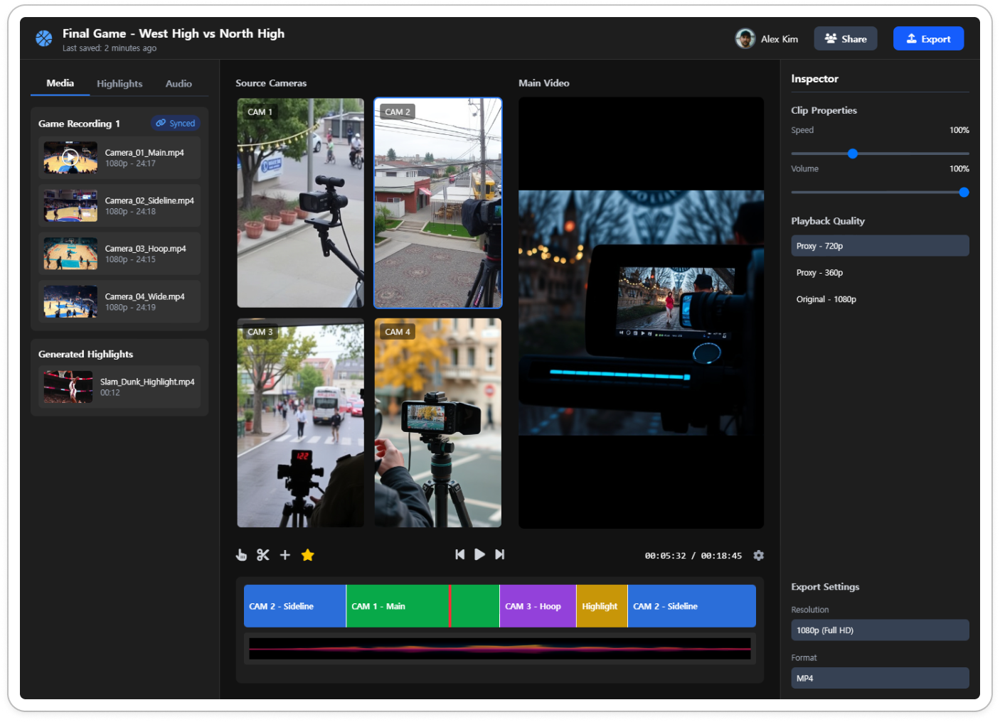 Final Game - West High vs North High
Last saved: 2 minutes ago
Alex Kim
Share
Export
Media
Highlights
Audio
Game Recording 1
Synced
Camera_01_Main.mp4
1080p - 24:17
Camera_02_Sideline.mp4
1080p - 24:18
Camera_03_Hoop.mp4
1080p - 24:15
Camera_04_Wide.mp4
1080p - 24:19
Generated Highlights
Slam_Dunk_Highlight.mp4
00:12
Source Cameras
CAM 1
CAM 2
CAM 3
122
CAM 4
Main Video
00:05:32 / 00:18:45
CAM 2 - Sideline
CAM 1 - Main
CAM 3 - Hoop
Highlight
CAM 2 - Sideline
Inspector
Clip Properties
Speed
100%
Volume
100%
Playback Quality
Proxy - 720p
Proxy - 360p
Original - 1080p
Export Settings
Resolution
1080p (Full HD)
Format
MP4